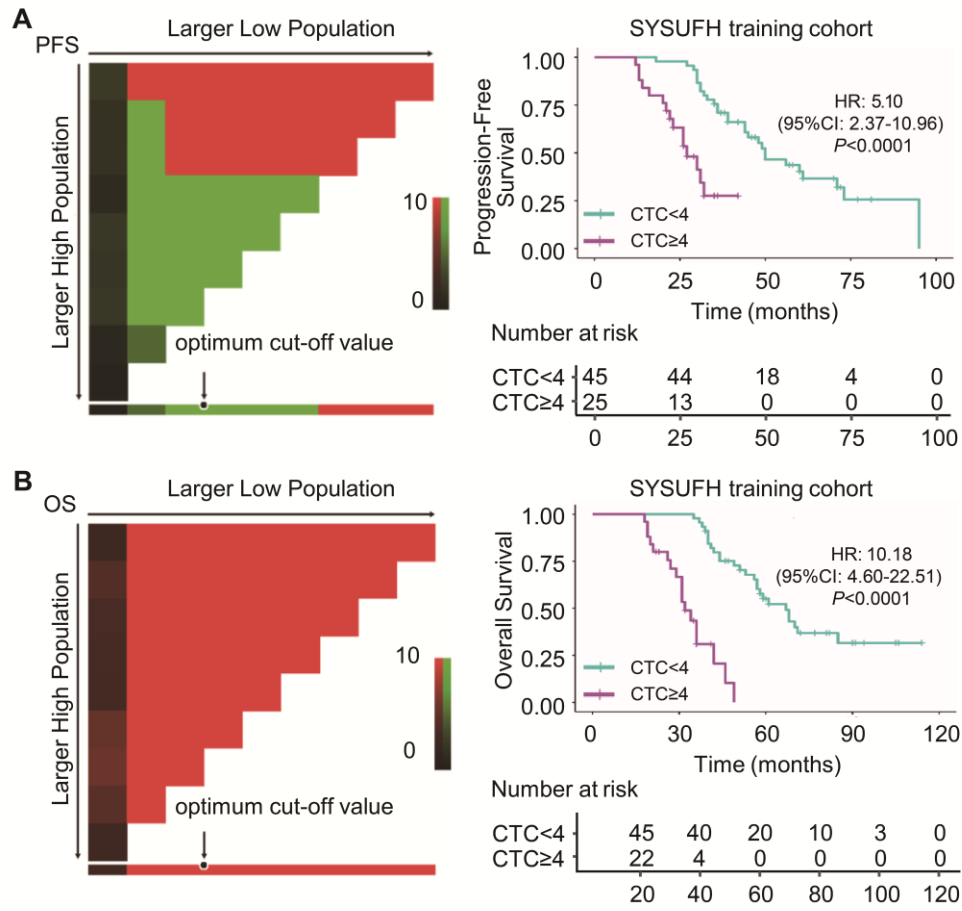 A
PFS
Larger Low Population
Larger High Population
10
0
optimum cut-off value
SYSUFH training cohort
Progression-Free
Survival
1.00
0.75
0.50
0.25
0.00
HR: 5.10
(95%CI: 2.37-10.96)
P<0.0001
CTC<4
CTC≥4
0 25 50 75 100
Time (months)
Number at risk
CTC<4 45 44 18 4 0
CTC≥4 25 13 0 0 0
0 25 50 75 100
B
OS
Larger Low Population
Larger High Population
10
0
optimum cut-off value
SYSUFH training cohort
Overall Survival
1.00
0.75
0.50
0.25
0.00
HR: 10.18
(95%CI: 4.60-22.51)
P<0.0001
CTC<4
CTC≥4
0 30 60 90 120
Time (months)
Number at risk
CTC<4 45 40 20 10 3 0
CTC≥4 22 4 0 0 0 0
20 40 60 80 100 120